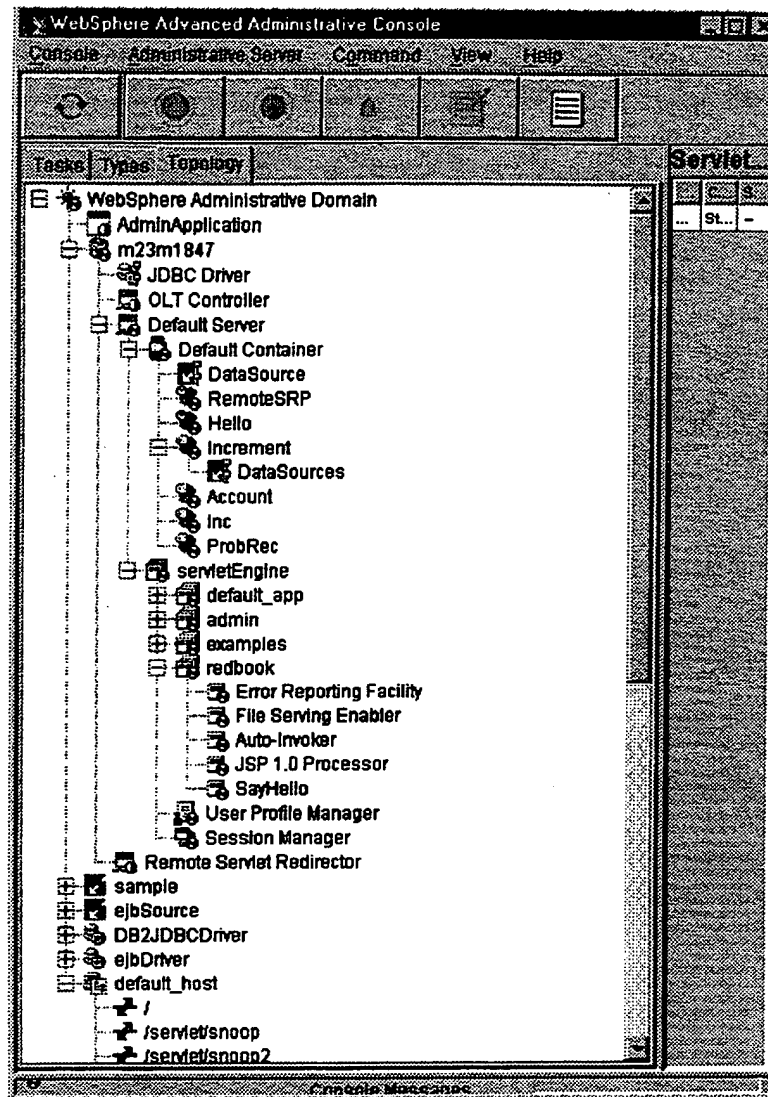 WebSphere Advanced Administrative Console
Console Administrative Server Command View Help
Tasks Types Topology
Servlet...
C... S...
... St... –
WebSphere Administrative Domain
AdminApplication
m23m1847
JDBC Driver
OLT Controller
Default Server
Default Container
DataSource
RemoteSRP
Hello
Increment
DataSources
Account
Inc
ProbRec
servletEngine
default_app
admin
examples
redbook
Error Reporting Facility
File Serving Enabler
Auto-Invoker
JSP 1.0 Processor
SayHello
User Profile Manager
Session Manager
Remote Servlet Redirector
sample
ejbSource
DB2JDBCDriver
ejbDriver
default_host
/
/servlet/snoop
/servlet/snoop2
Console Messages